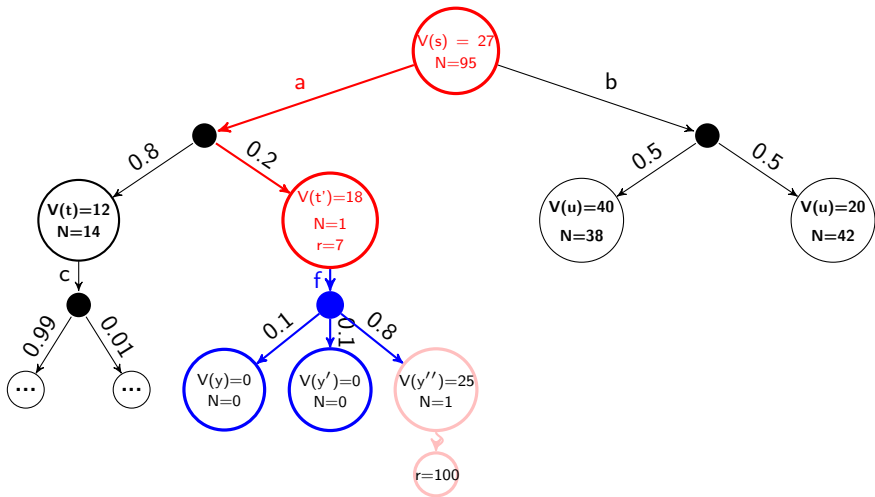 V(s) = 27
N=95
a
b
0.8
0.2
0.5
0.5
V(t)=12
N=14
V(t')=18
N=1
r=7
V(u)=40
N=38
V(u)=20
N=42
c
f
0.99
0.01
0.1
0.1
0.8
...
...
V(y)=0
N=0
V(y′)=0
N=0
V(y′′)=25
N=1
r=100